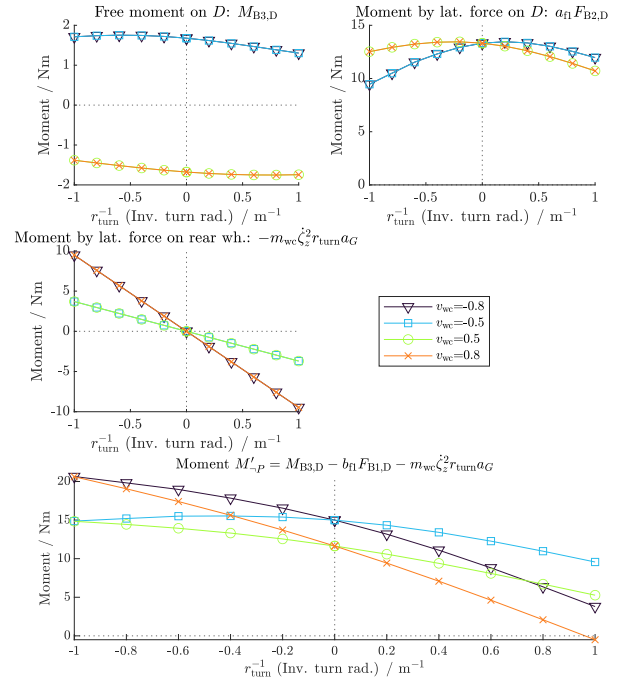 Free moment on D: M_B3,D
Moment by lat. force on D: a_f1 F_B2,D
Moment / Nm
2
1
0
-1
-2
-1 -0.5 0 0.5 1
r_turn^-1 (Inv. turn rad.) / m^-1
Moment / Nm
15
10
5
0
-1 -0.5 0 0.5 1
r_turn^-1 (Inv. turn rad.) / m^-1
Moment by lat. force on rear wh.: −m_wc ζ̇_z^2 r_turn a_G
Moment / Nm
10
5
0
-5
-10
-1 -0.5 0 0.5 1
r_turn^-1 (Inv. turn rad.) / m^-1
v_wc=-0.8
v_wc=-0.5
v_wc=0.5
v_wc=0.8
Moment M′_¬P = M_B3,D − b_f1 F_B1,D − m_wc ζ̇_z^2 r_turn a_G
Moment / Nm
20
15
10
5
0
-1 -0.8 -0.6 -0.4 -0.2 0 0.2 0.4 0.6 0.8 1
r_turn^-1 (Inv. turn rad.) / m^-1